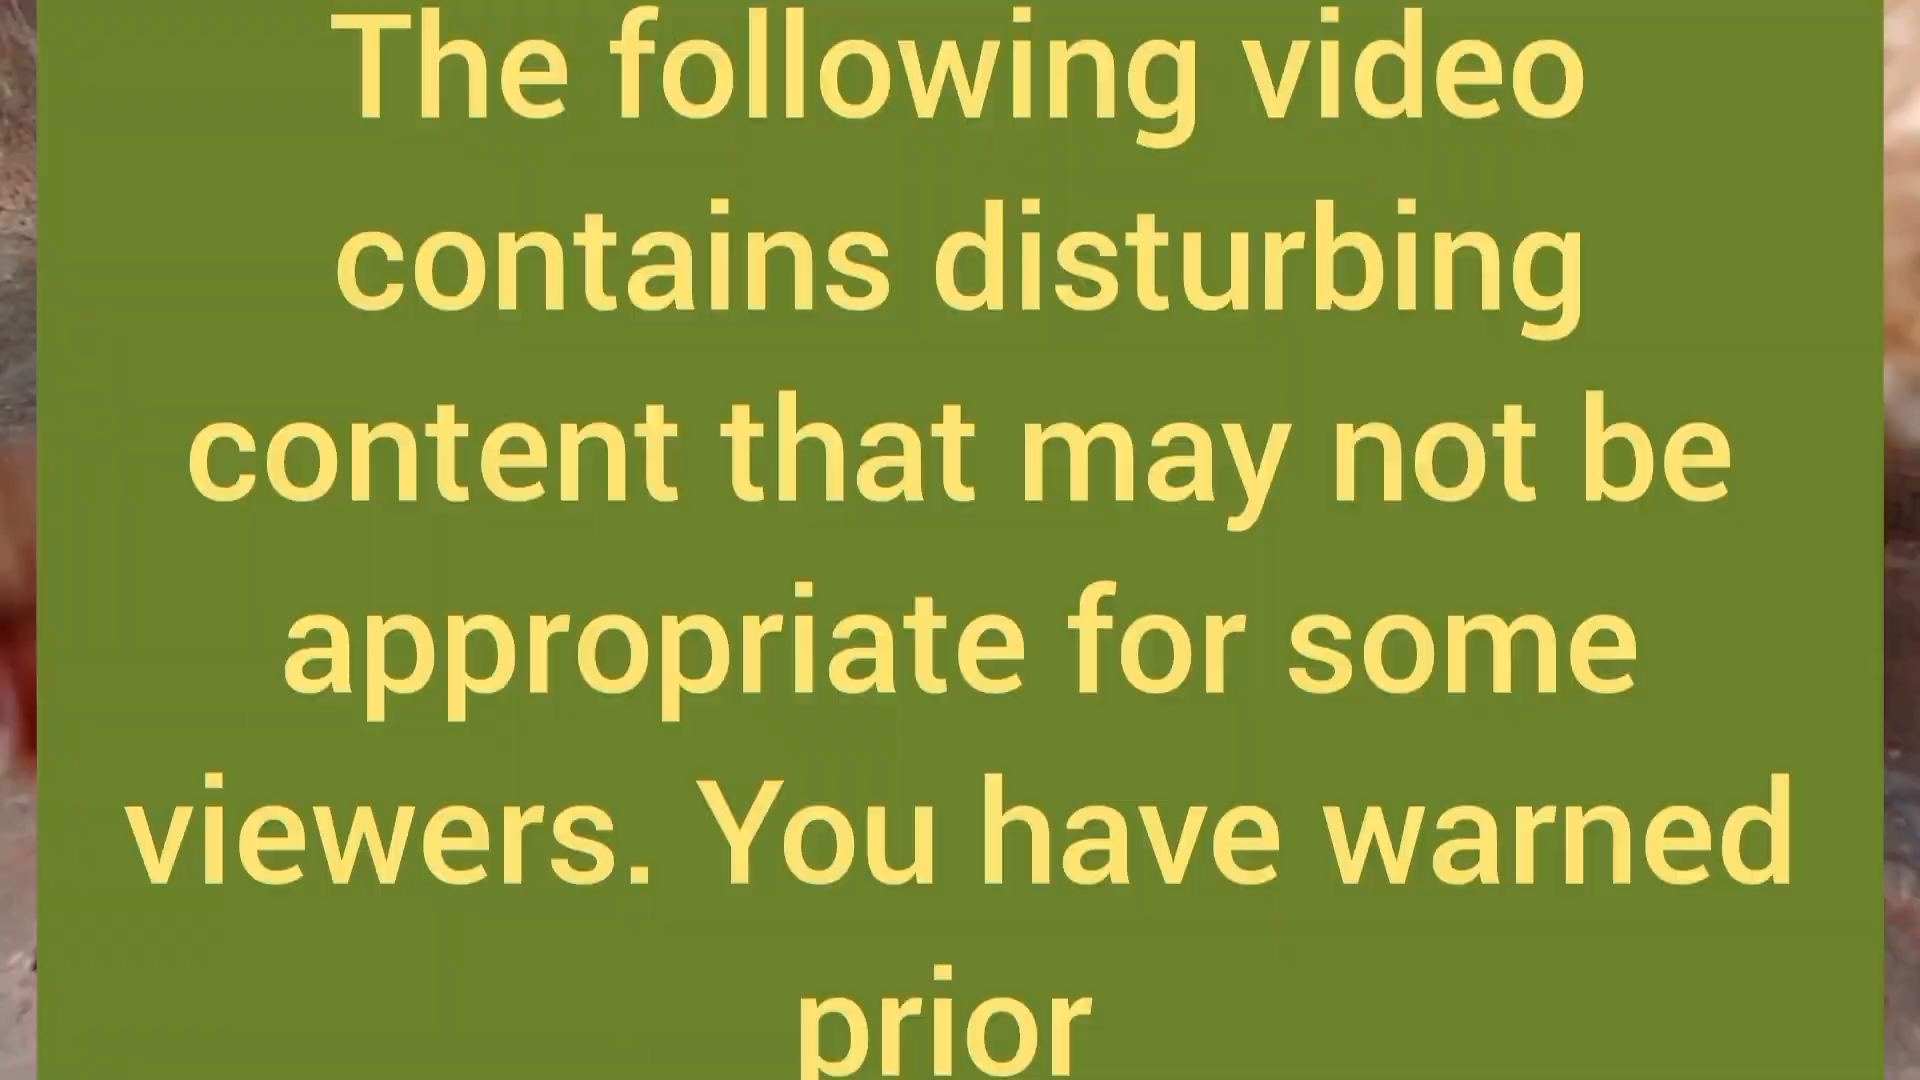 The following video
contains disturbing
content that may not be
appropriate for some
viewers. You have warned
prior